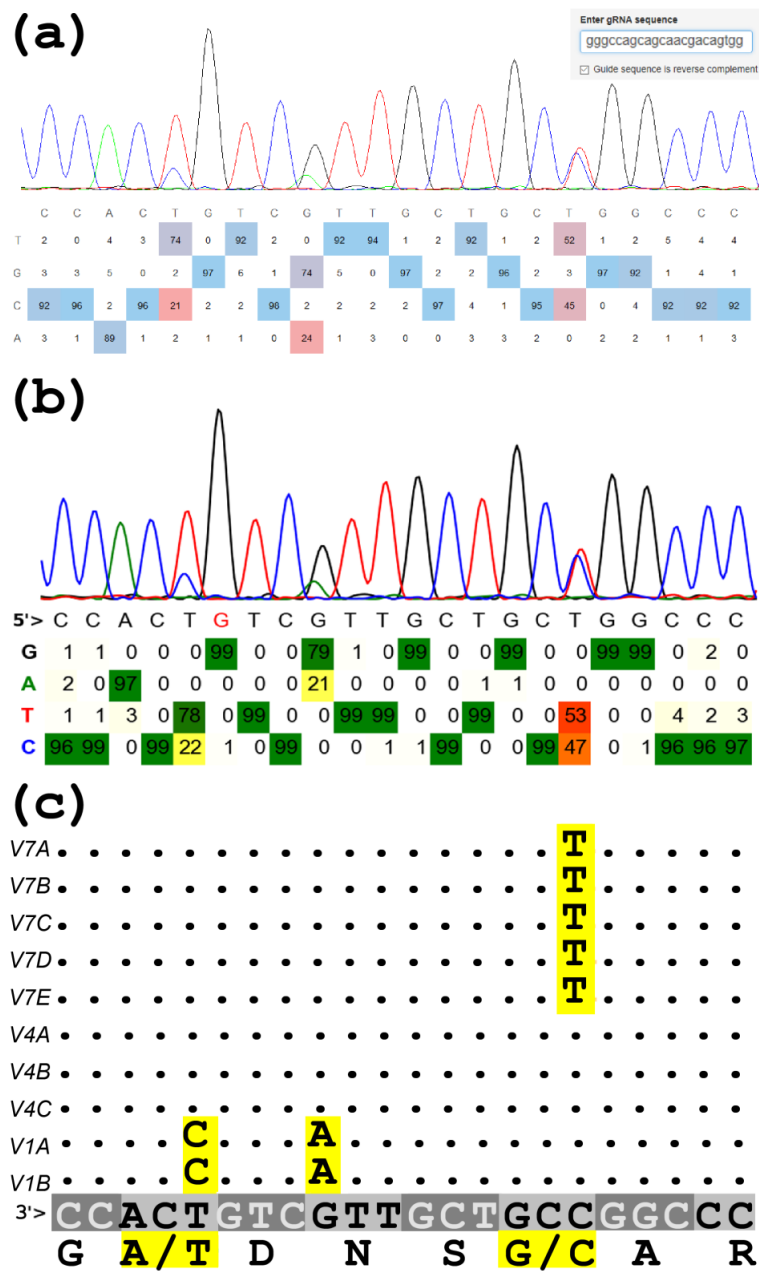 (a)
Enter gRNA sequence
gggccagcagcaacgacagtgg
Guide sequence is reverse complement
C C A C T G T C G T T G C T G C T G G C C C
T 2 0 4 3 74 0 92 2 0 92 94 1 2 92 1 2 52 1 2 5 4 4
G 3 3 5 0 2 97 6 1 74 5 0 97 2 2 96 2 3 97 92 1 4 1
C 92 96 2 96 21 1 2 98 2 2 2 2 97 4 1 95 45 0 4 92 92 92
A 3 1 89 1 2 1 1 0 24 1 3 0 0 3 3 2 0 2 2 1 1 3
(b)
5'> C C A C T G T C G T T G C T G C T G G C C C
G 1 1 0 0 0 99 0 0 79 1 0 99 0 0 99 0 0 99 99 0 2 0
A 2 0 97 0 0 0 0 0 21 0 0 0 0 1 1 0 0 0 0 0 0 0
T 1 1 3 0 78 0 99 0 0 99 99 0 0 99 0 0 53 0 0 4 2 3
C 96 99 0 99 22 1 0 99 0 0 1 1 99 0 0 99 47 0 1 96 96 97
(c)
V7A . . . . . . . . . . . . . . . . T . . . . .
V7B . . . . . . . . . . . . . . . . T . . . . .
V7C . . . . . . . . . . . . . . . . T . . . . .
V7D . . . . . . . . . . . . . . . . T . . . . .
V7E . . . . . . . . . . . . . . . . T . . . . .
V4A . . . . . . . . . . . . . . . . . . . . . .
V4B . . . . . . . . . . . . . . . . . . . . . .
V4C . . . . . . . . . . . . . . . . . . . . . .
V1A . . . . C . . . A . . . . . . . . . . . . .
V1B . . . . C . . . A . . . . . . . . . . . . .
3'> CCACTGTCGTTGCTGCCGGCCC
G A/T D N S G/C A R